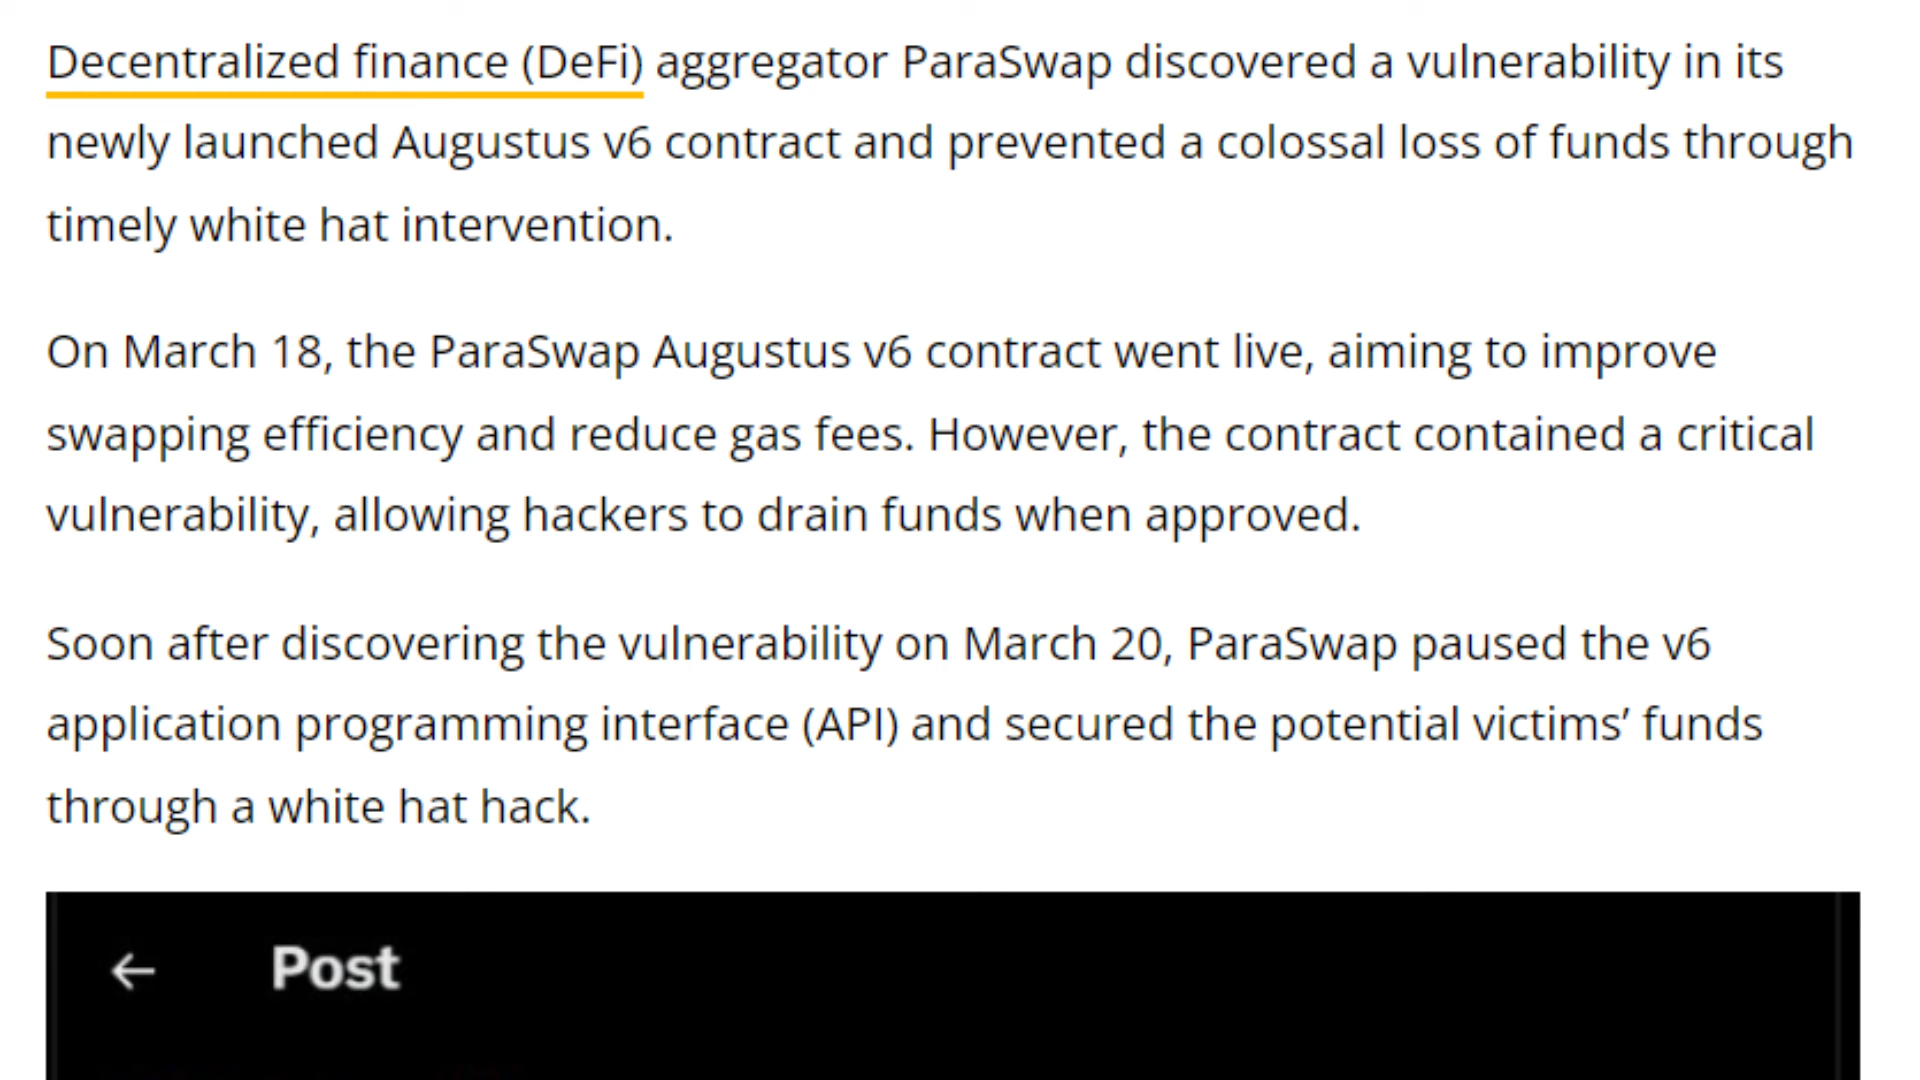 Decentralized finance (DeFi) aggregator ParaSwap discovered a vulnerability in its
newly launched Augustus v6 contract and prevented a colossal loss of funds through
timely white hat intervention.
On March 18, the ParaSwap Augustus v6 contract went live, aiming to improve
swapping efficiency and reduce gas fees. However, the contract contained a critical
vulnerability, allowing hackers to drain funds when approved.
Soon after discovering the vulnerability on March 20, ParaSwap paused the v6
application programming interface (API) and secured the potential victims’ funds
through a white hat hack.
Post